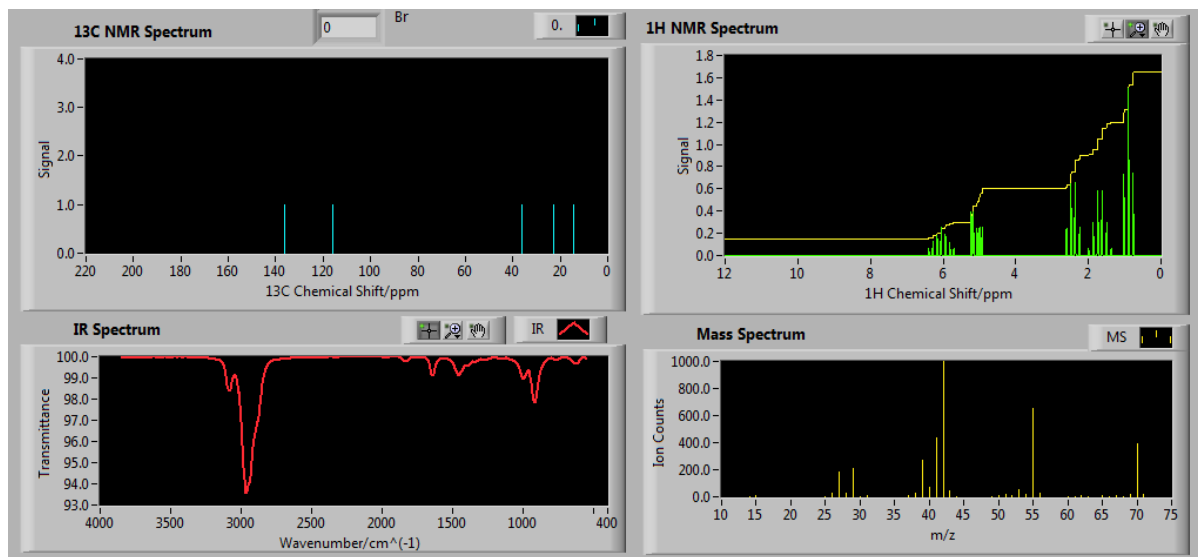 13C NMR Spectrum
0
Br
0.
4.0
3.0
2.0
1.0
0.0
Signal
220 200 180 160 140 120 100 80 60 40 20 0
13C Chemical Shift/ppm
1H NMR Spectrum
1.8
1.6
1.4
1.2
1.0
0.8
0.6
0.4
0.2
0.0
Signal
12 10 8 6 4 2 0
1H Chemical Shift/ppm
IR Spectrum
IR
100.0
99.0
98.0
97.0
96.0
95.0
94.0
93.0
Transmittance
4000 3500 3000 2500 2000 1500 1000 400
Wavenumber/cm^(-1)
Mass Spectrum
MS
1000.0
800.0
600.0
400.0
200.0
0.0
Ion Counts
10 15 20 25 30 35 40 45 50 55 60 65 70 75
m/z